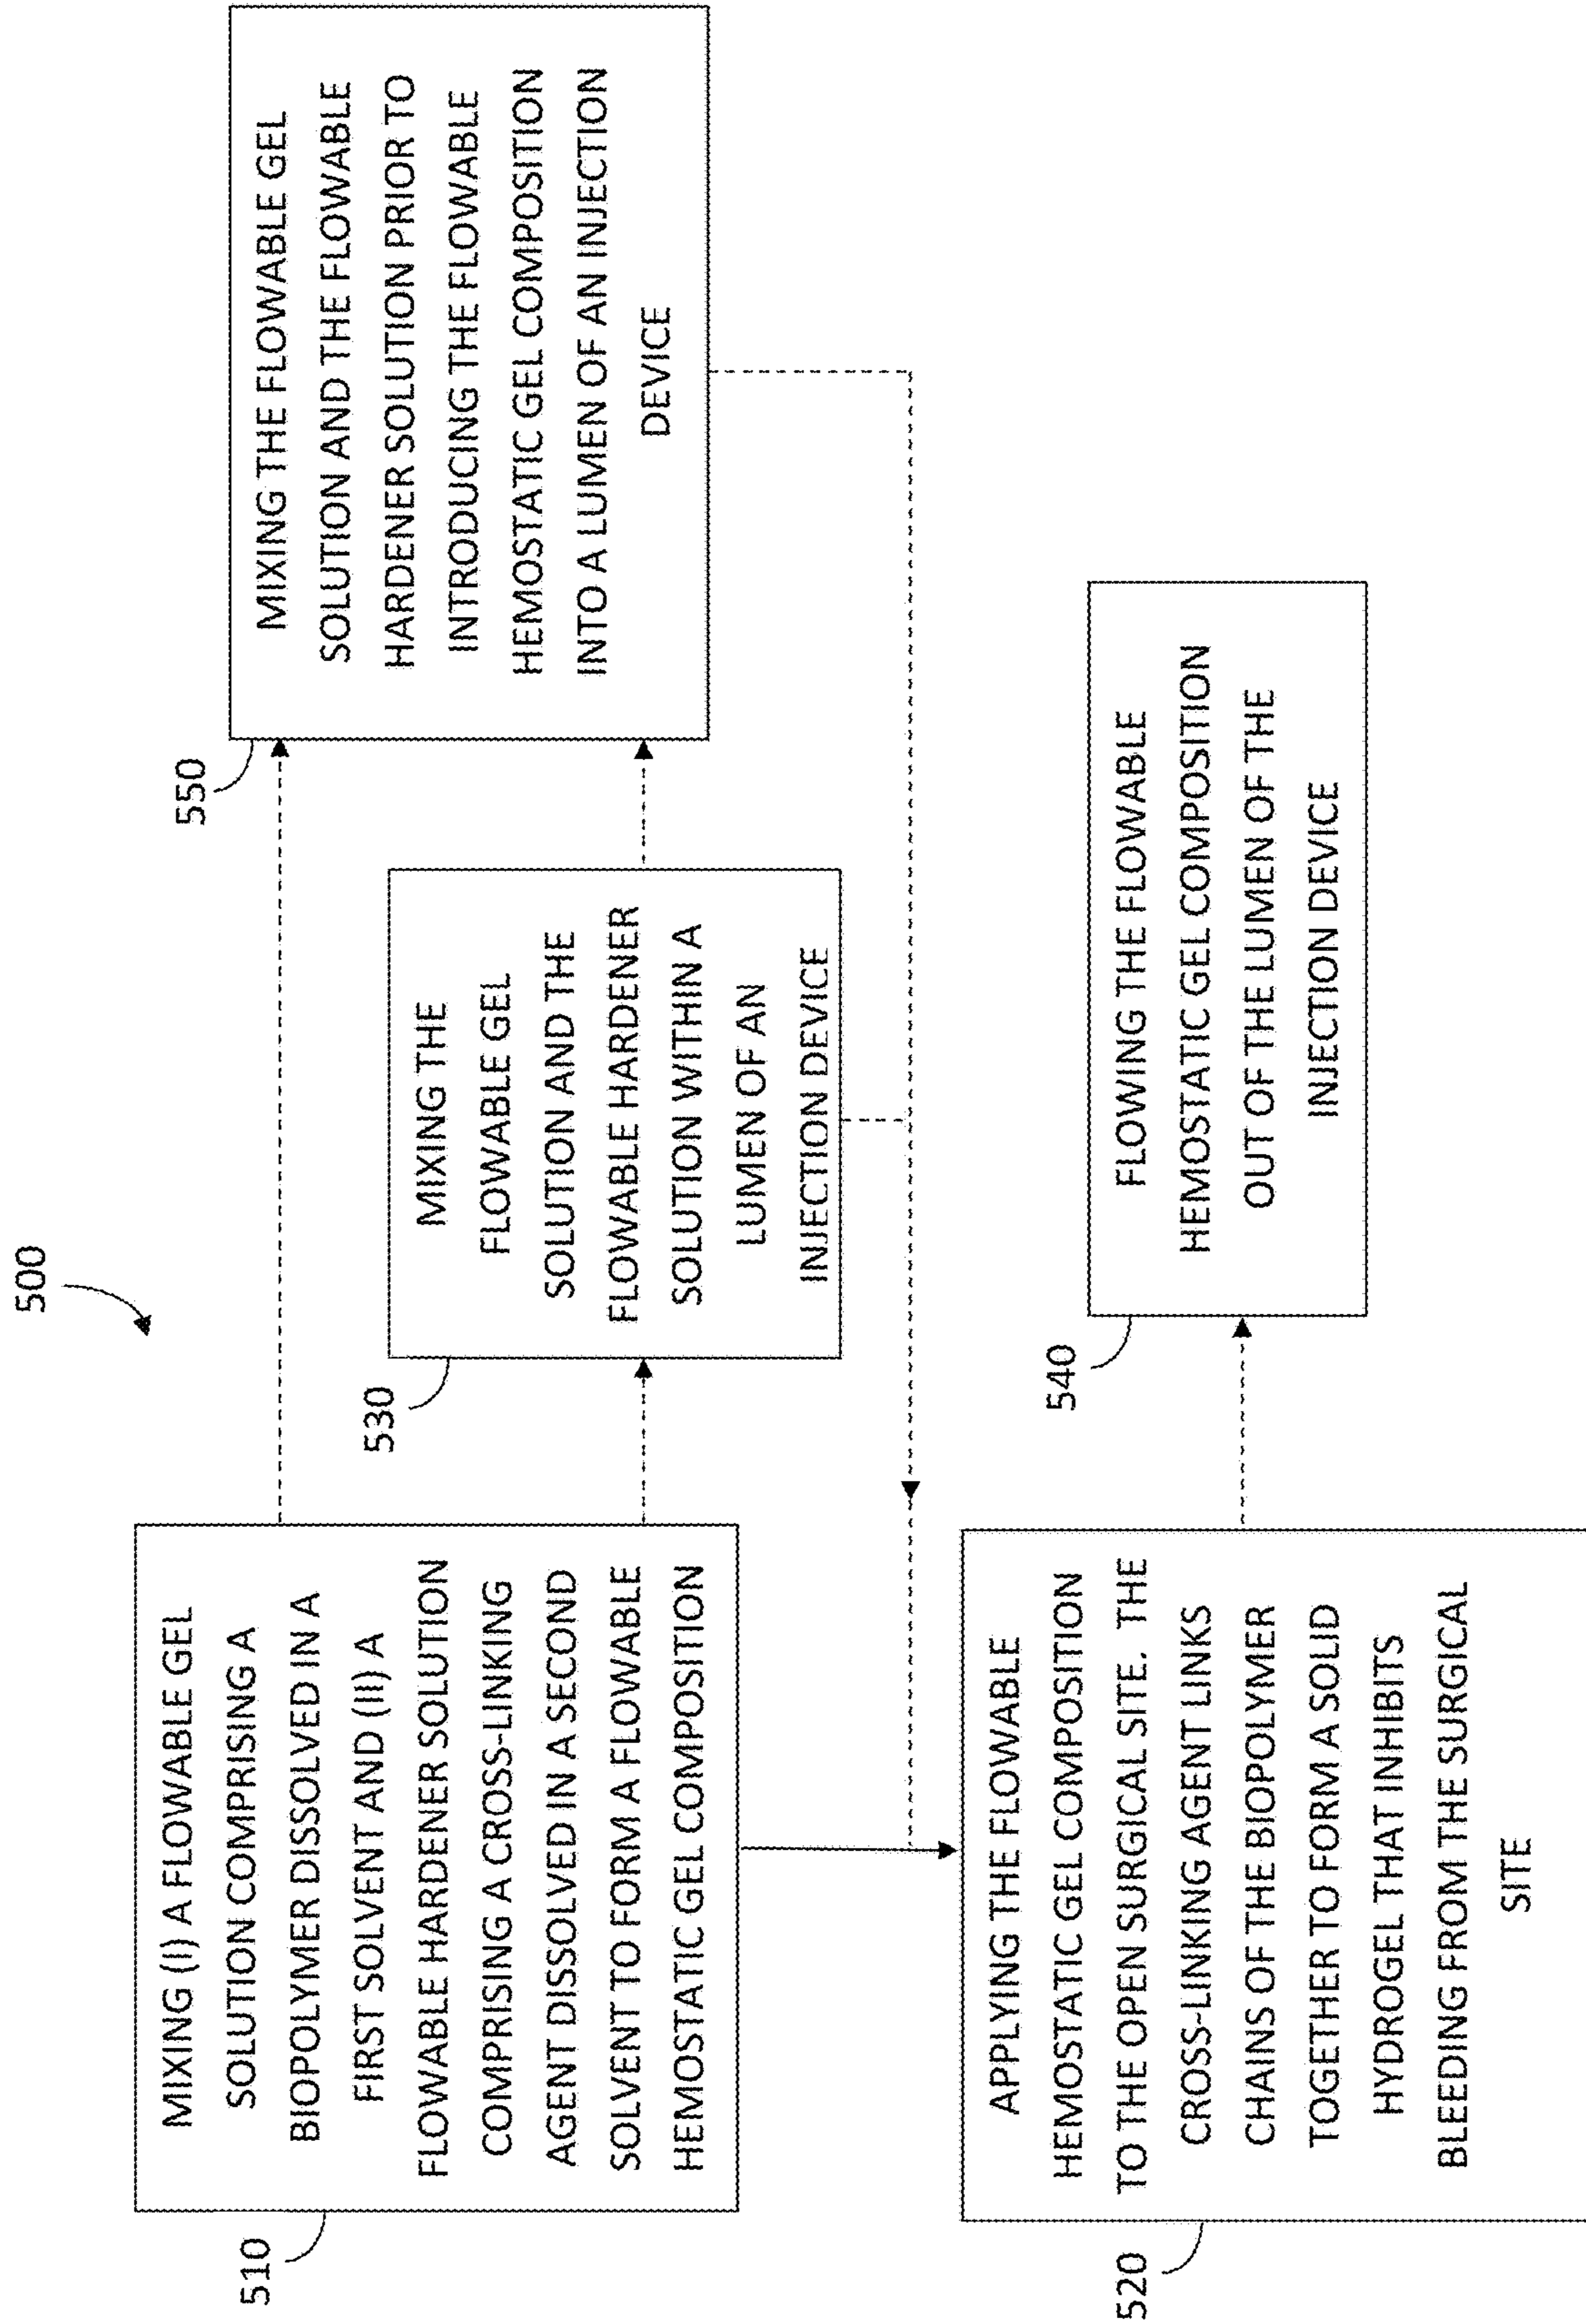 500
510
MIXING (I) A FLOWABLE GEL
SOLUTION COMPRISING A
BIOPOLYMER DISSOLVED IN A
FIRST SOLVENT AND (II) A
FLOWABLE HARDENER SOLUTION
COMPRISING A CROSS-LINKING
AGENT DISSOLVED IN A SECOND
SOLVENT TO FORM A FLOWABLE
HEMOSTATIC GEL COMPOSITION
530
MIXING THE
FLOWABLE GEL
SOLUTION AND THE
FLOWABLE HARDENER
SOLUTION WITHIN A
LUMEN OF AN
INJECTION DEVICE
550
MIXING THE FLOWABLE GEL
SOLUTION AND THE FLOWABLE
HARDENER SOLUTION PRIOR TO
INTRODUCING THE FLOWABLE
HEMOSTATIC GEL COMPOSITION
INTO A LUMEN OF AN INJECTION
DEVICE
520
APPLYING THE FLOWABLE
HEMOSTATIC GEL COMPOSITION
TO THE OPEN SURGICAL SITE. THE
CROSS-LINKING AGENT LINKS
CHAINS OF THE BIOPOLYMER
TOGETHER TO FORM A SOLID
HYDROGEL THAT INHIBITS
BLEEDING FROM THE SURGICAL
SITE
540
FLOWING THE FLOWABLE
HEMOSTATIC GEL COMPOSITION
OUT OF THE LUMEN OF THE
INJECTION DEVICE